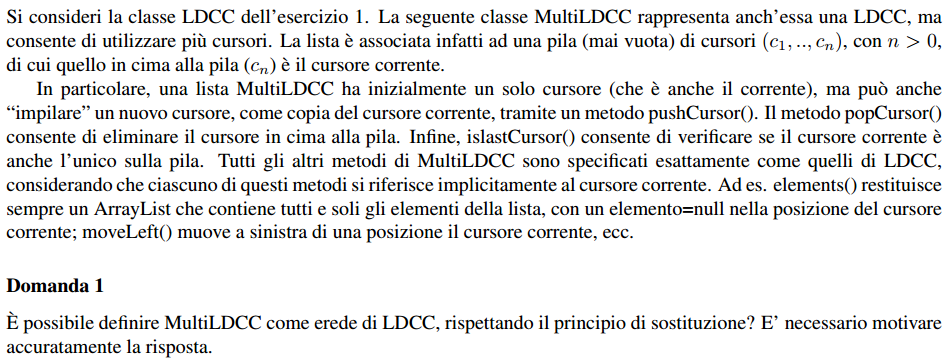 Si consideri la classe LDCC dell'esercizio 1. La seguente classe MultiLDCC rappresenta anch'essa una LDCC, ma
consente di utilizzare più cursori. La lista è associata infatti ad una pila (mai vuota) di cursori (c₁, .., cₙ), con n > 0,
di cui quello in cima alla pila (cₙ) è il cursore corrente.
In particolare, una lista MultiLDCC ha inizialmente un solo cursore (che è anche il corrente), ma può anche
“impilare” un nuovo cursore, come copia del cursore corrente, tramite un metodo pushCursor(). Il metodo popCursor()
consente di eliminare il cursore in cima alla pila. Infine, islastCursor() consente di verificare se il cursore corrente è
anche l'unico sulla pila. Tutti gli altri metodi di MultiLDCC sono specificati esattamente come quelli di LDCC,
considerando che ciascuno di questi metodi si riferisce implicitamente al cursore corrente. Ad es. elements() restituisce
sempre un ArrayList che contiene tutti e soli gli elementi della lista, con un elemento=null nella posizione del cursore
corrente; moveLeft() muove a sinistra di una posizione il cursore corrente, ecc.
Domanda 1
È possibile definire MultiLDCC come erede di LDCC, rispettando il principio di sostituzione? E' necessario motivare
accuratamente la risposta.